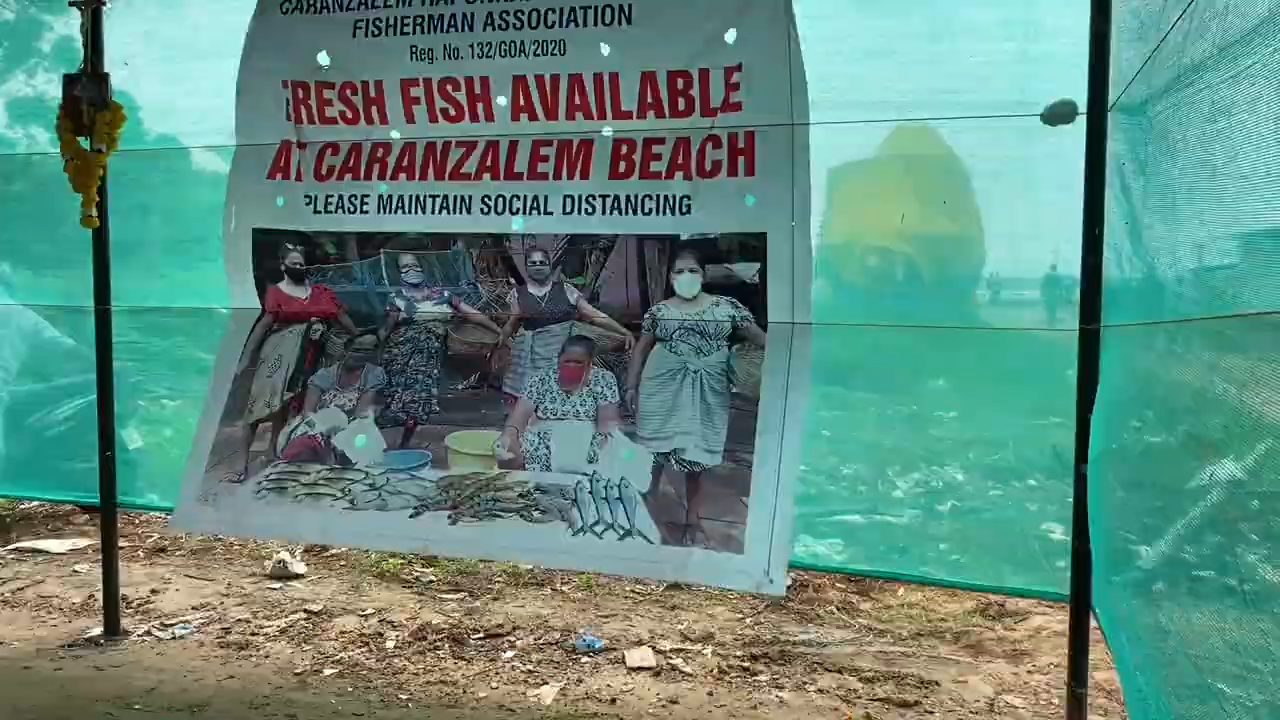 CARANZALEM
FISHERMAN ASSOCIATION
Reg. No. 132/GOA/2020
FRESH FISH AVAILABLE
AT CARANZALEM BEACH
PLEASE MAINTAIN SOCIAL DISTANCING